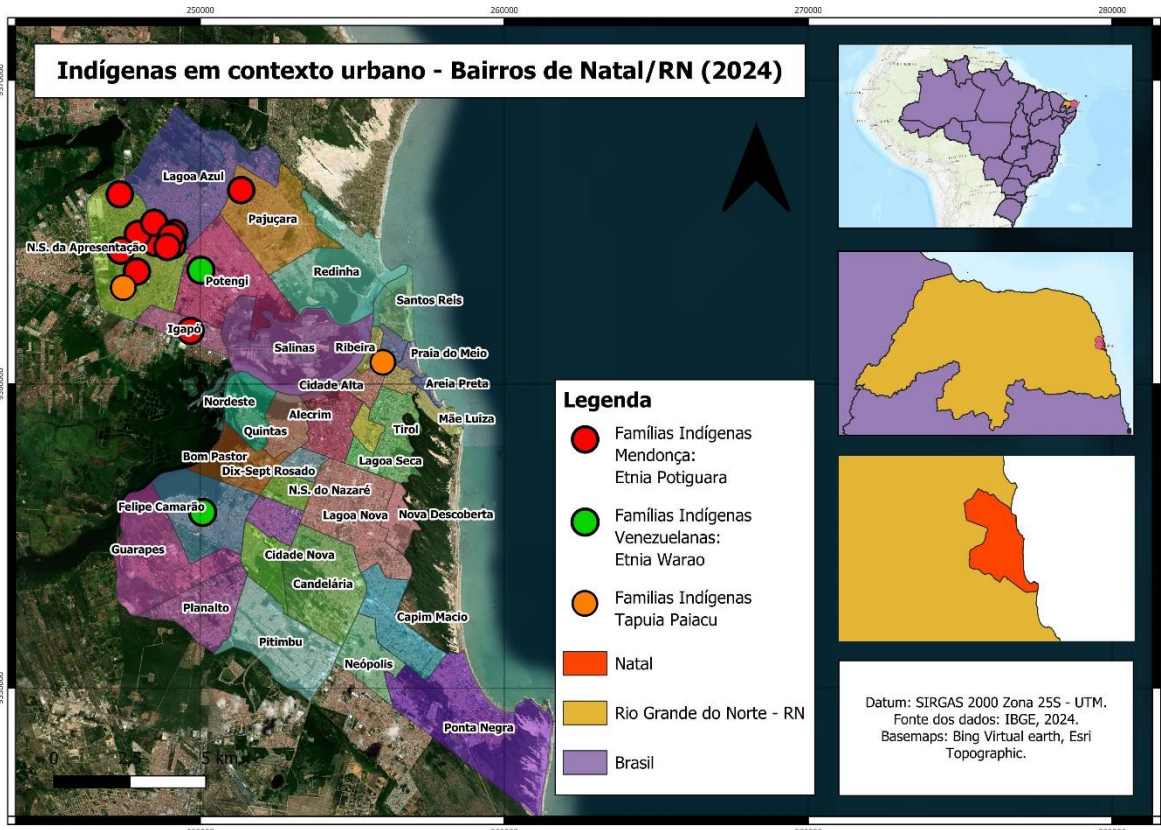 250000
260000
270000
280000
Indígenas em contexto urbano - Bairros de Natal/RN (2024)
9370000
Lagoa Azul
Pajuçara
N.S. da Apresentação
Potengi
Redinha
Santos Reis
Igapó
Salinas
Ribeira
Praia do Meio
Cidade Alta
Areia Preta
Nordeste
Alecrim
Mãe Luiza
Quintas
Tirol
Bom Pastor
Lagoa Seca
Dix-Sept Rosado
N.S. do Nazaré
Felipe Camarão
Lagoa Nova
Nova Descoberta
Guarapes
Cidade Nova
Candelária
Planalto
Capim Macio
Pitimbu
Neópolis
Ponta Negra
0 2,5 5 km
Legenda
Famílias Indígenas
Mendonça:
Etnia Potiguara
Famílias Indígenas
Venezuelanas:
Etnia Warao
Famílias Indígenas
Tapuia Paiacu
Natal
Rio Grande do Norte - RN
Brasil
Datum: SIRGAS 2000 Zona 25S - UTM.
Fonte dos dados: IBGE, 2024.
Basemaps: Bing Virtual earth, Esri
Topographic.